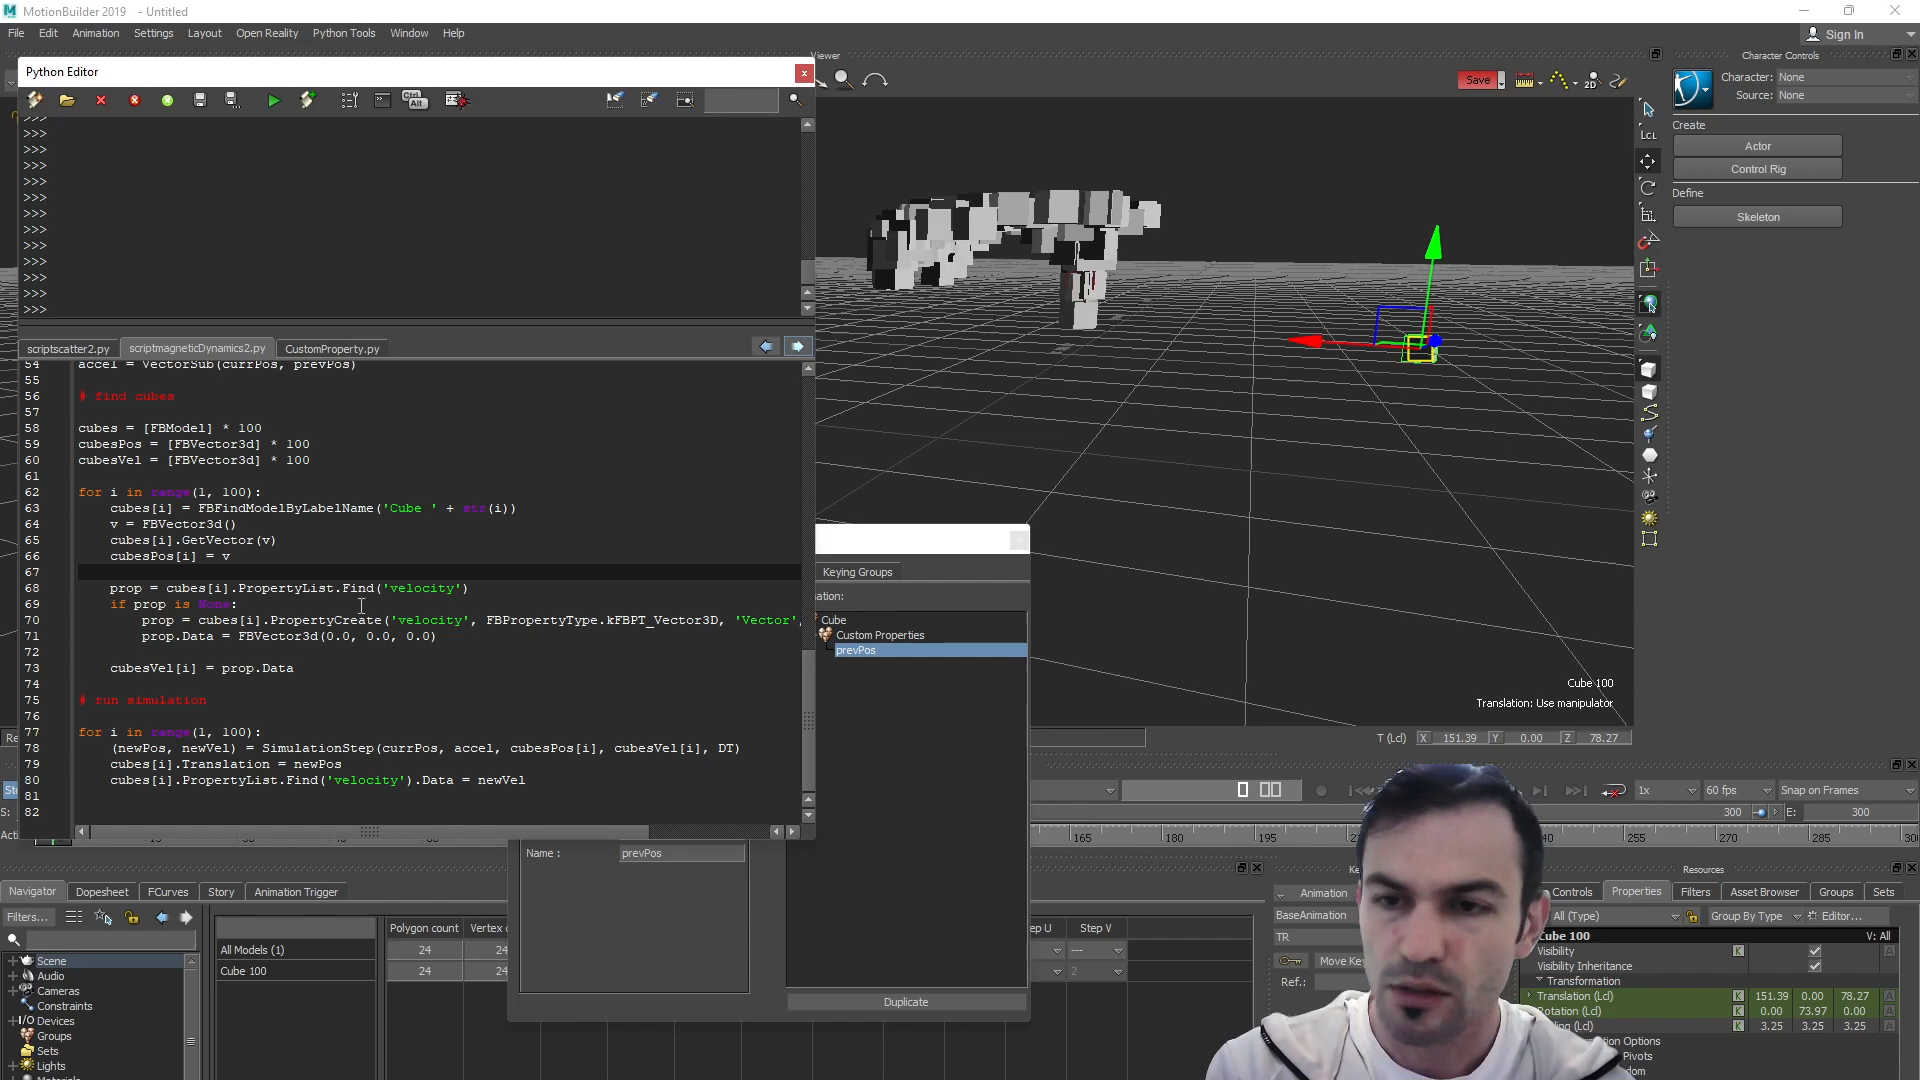 MotionBuilder 2019 - Untitled
File Edit Animation Settings Layout Open Reality Python Tools Window Help
Sign In
Python Editor
Viewer
Character Controls
Character: None
Source: None
Save
2D
LCL
Ctrl
Alt
Create
Actor
Control Rig
Define
Skeleton
>>>
>>>
>>>
>>>
>>>
>>>
>>>
>>>
>>>
>>>
>>>
>>>
scriptscatter2.py scriptmagneticDynamics2.py CustomProperty.py
54 accel = VectorSub(currPos, prevPos)
55
56 # find cubes
57
58 cubes = [FBModel] * 100
59 cubesPos = [FBVector3d] * 100
60 cubesVel = [FBVector3d] * 100
61
62 for i in range(1, 100):
63 cubes[i] = FBFindModelByLabelName('Cube ' + str(i))
64 v = FBVector3d()
65 cubes[i].GetVector(v)
66 cubesPos[i] = v
67
68 prop = cubes[i].PropertyList.Find('velocity')
69 if prop is None:
70 prop = cubes[i].PropertyCreate('velocity', FBPropertyType.kFBPT_Vector3D, 'Vector',
71 prop.Data = FBVector3d(0.0, 0.0, 0.0)
72
73 cubesVel[i] = prop.Data
74
75 # run simulation
76
77 for i in range(1, 100):
78 (newPos, newVel) = SimulationStep(currPos, accel, cubesPos[i], cubesVel[i], DT)
79 cubes[i].Translation = newPos
80 cubes[i].PropertyList.Find('velocity').Data = newVel
81
82
Keying Groups
ation:
Cube
Custom Properties
prevPos
Name : prevPos
Duplicate
Cube 100
Translation: Use manipulator
T (Lcl) X 151.39 Y 0.00 Z 78.27
1x 60 fps Snap on Frames
S: 300 E: 300
165 180 195 255 285 300
Navigator Dopesheet FCurves Story Animation Trigger
Filters...
Scene
Audio
Cameras
Constraints
I/O Devices
Groups
Sets
Lights
Polygon count Vertex
All Models (1) 24 24
Cube 100 24 24
ep U Step V
---
2
Animation
BaseAnimation
TR
Move Key
Ref.:
Resources
Controls Properties Filters Asset Browser Groups Sets
All (Type) Group By Type Editor...
Cube 100 V: All
Visibility
Visibility Inheritance
Transformation
Translation (Lcl) K 151.39 0.00 78.27 A
Rotation (Lcl) K 0.00 73.97 0.00 A
K 3.25 3.25 3.25 A
Options
Pivots